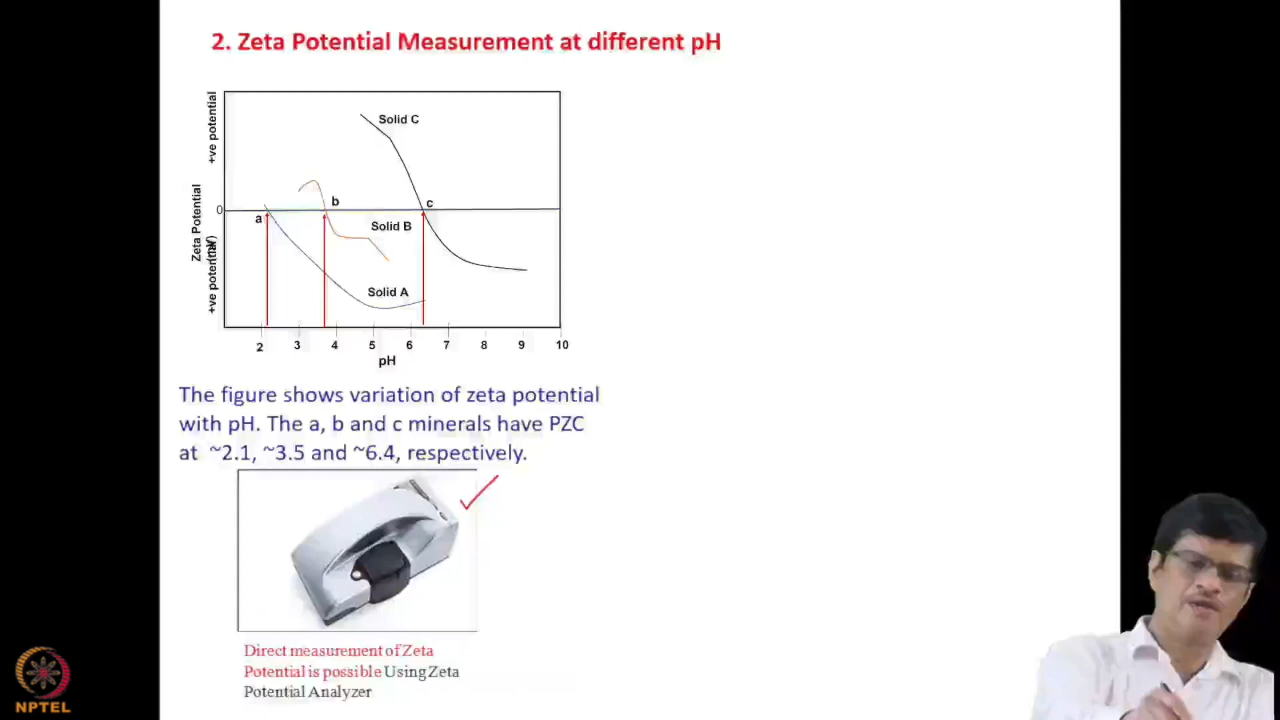 2. Zeta Potential Measurement at different pH
+ve potential
Zeta Potential
+ve potential
0
Solid C
a
b
c
Solid B
Solid A
2 3 4 5 6 7 8 9 10
pH
The figure shows variation of zeta potential
with pH. The a, b and c minerals have PZC
at ~2.1, ~3.5 and ~6.4, respectively.
Direct measurement of Zeta
Potential is possible Using Zeta
Potential Analyzer
NPTEL